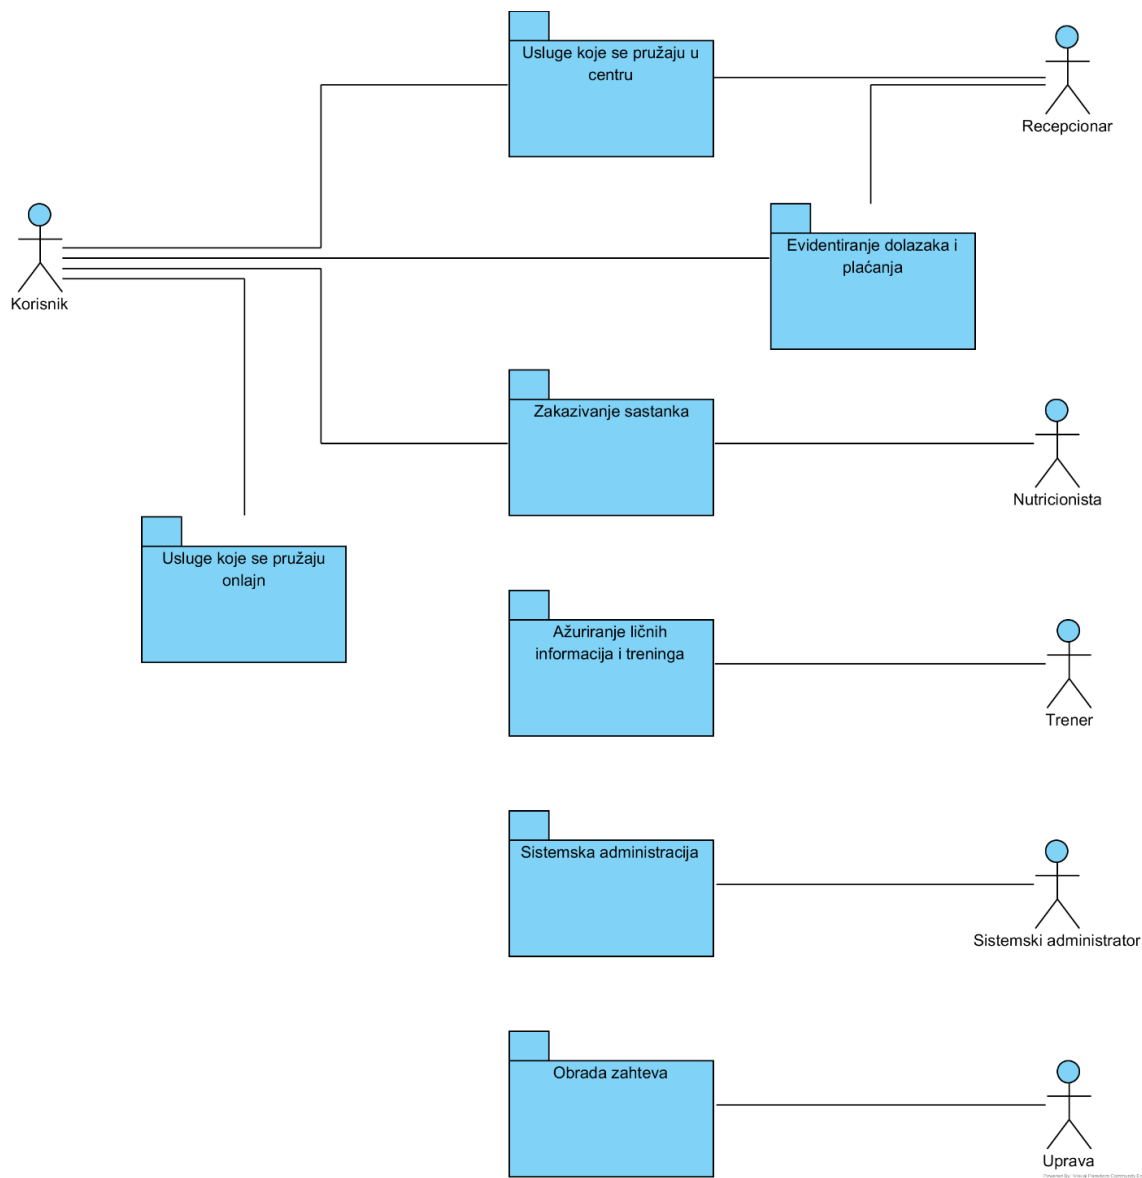 Usluge koje se pružaju u
centru
Recepcionar
Evidentiranje dolazaka i
plaćanja
Korisnik
Zakazivanje sastanka
Nutricionista
Usluge koje se pružaju
onlajn
Ažuriranje ličnih
informacija i treninga
Trener
Sistemska administracija
Sistemski administrator
Obrada zahteva
Uprava